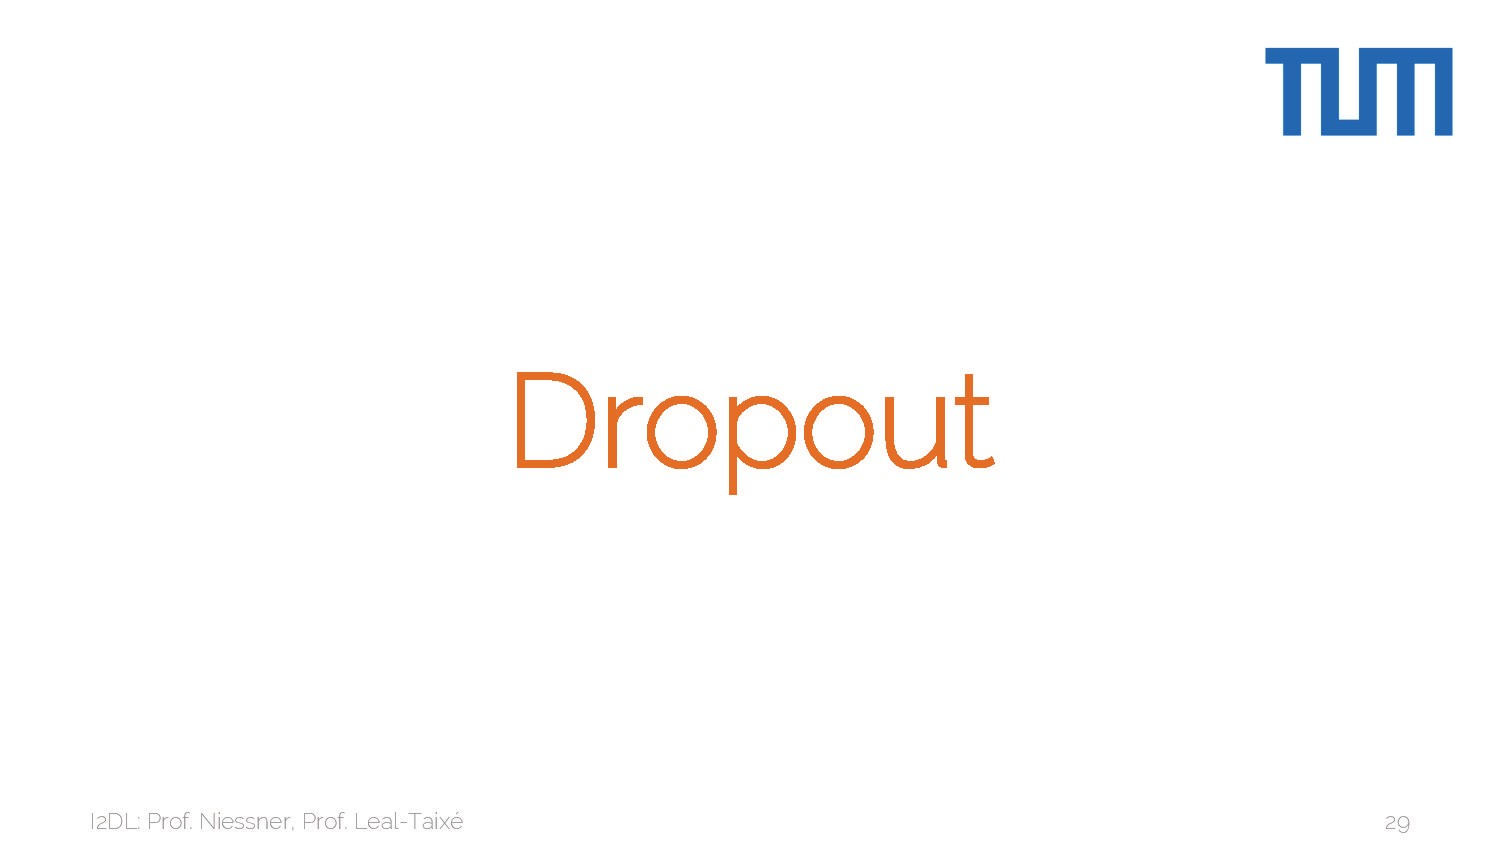 TUM
Dropout
I2DL: Prof. Niessner, Prof. Leal-Taixé
29